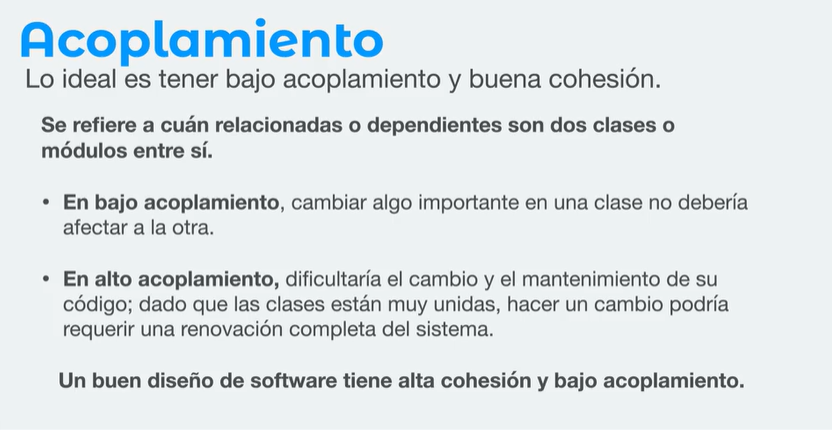 Acoplamiento
Lo ideal es tener bajo acoplamiento y buena cohesión.
Se refiere a cuán relacionadas o dependientes son dos clases o
módulos entre sí.
• En bajo acoplamiento, cambiar algo importante en una clase no debería
afectar a la otra.
• En alto acoplamiento, dificultaría el cambio y el mantenimiento de su
código; dado que las clases están muy unidas, hacer un cambio podría
requerir una renovación completa del sistema.
Un buen diseño de software tiene alta cohesión y bajo acoplamiento.